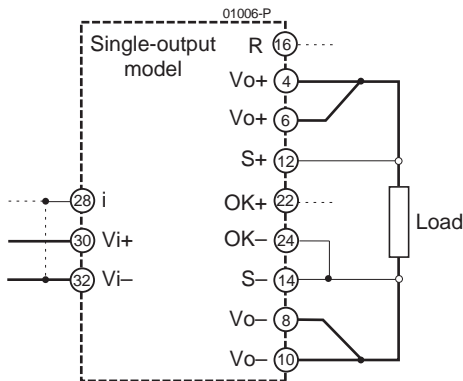 01006-P
Single-output
model
R 16
Vo+ 4
Vo+ 6
S+ 12
28 i
OK+ 22
Load
30 Vi+
OK– 24
32 Vi–
S– 14
Vo– 8
Vo– 10